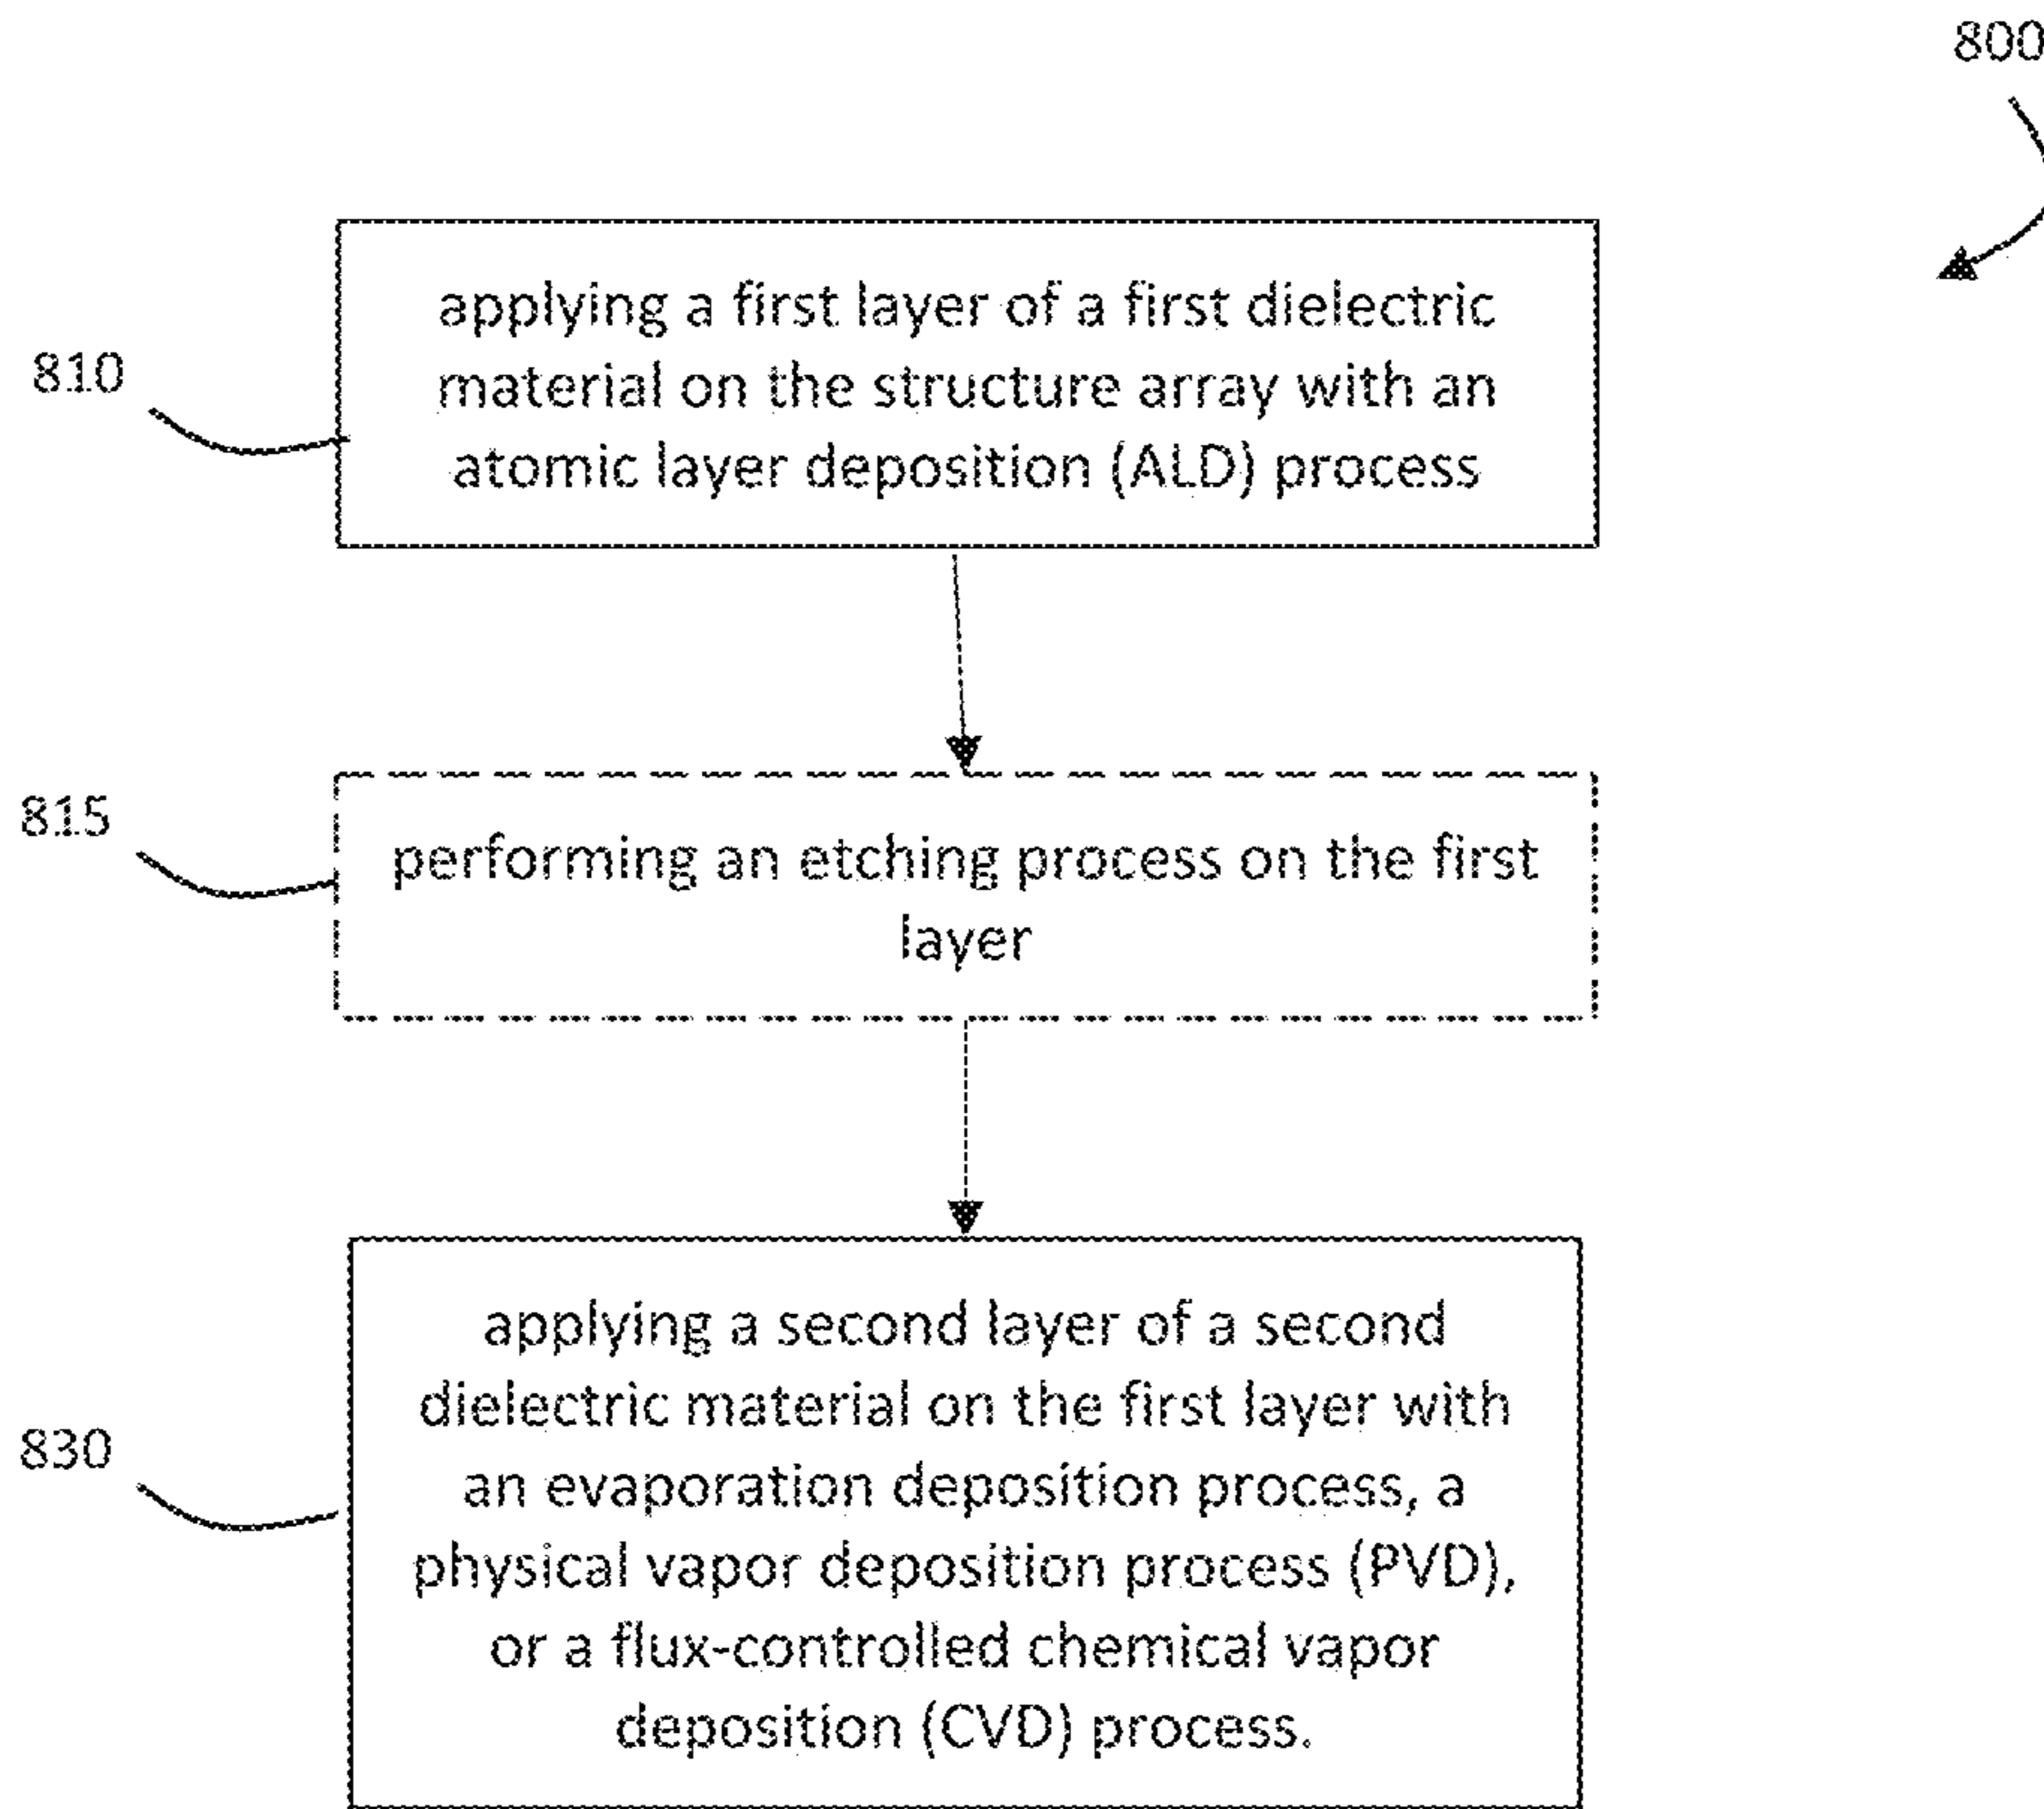 800
applying a first layer of a first dielectric
material on the structure array with an
atomic layer deposition (ALD) process
810
815
performing an etching process on the first
layer
applying a second layer of a second
dielectric material on the first layer with
an evaporation deposition process, a
physical vapor deposition process (PVD),
or a flux-controlled chemical vapor
deposition (CVD) process.
830